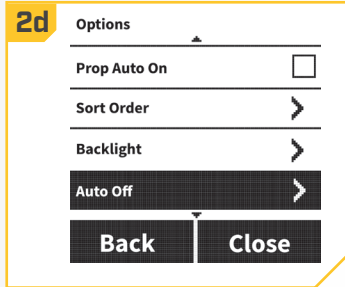 2d
Options
Prop Auto On
Sort Order
Backlight
Auto Off
Back Close